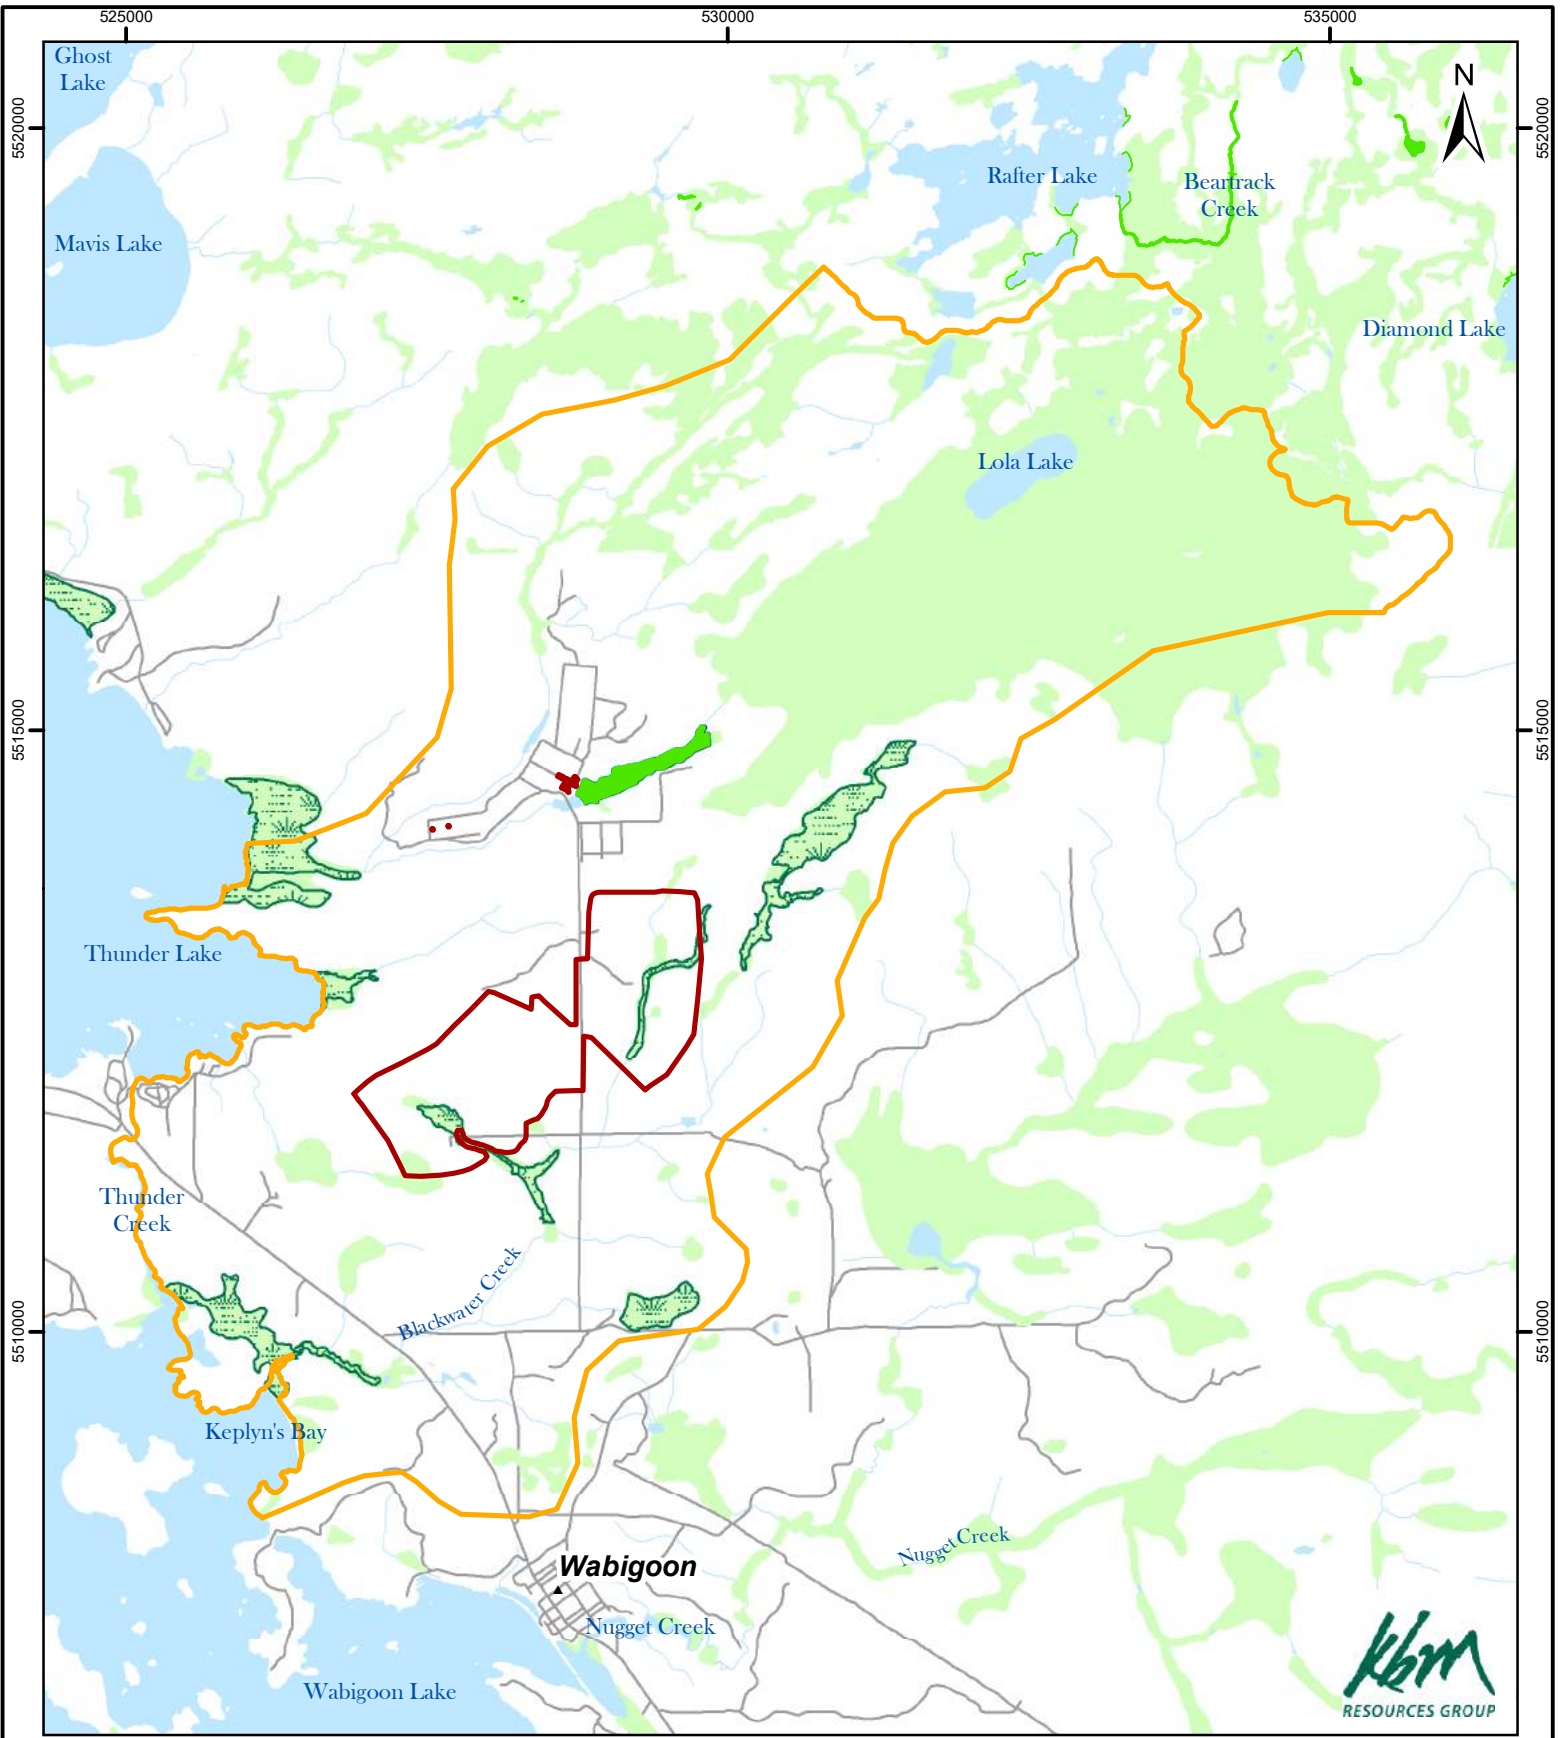 525000
530000
535000
Ghost
Lake
N
5520000
5520000
Rafter Lake
Beartrack
Creek
Mavis Lake
Diamond Lake
Lola Lake
5515000
5515000
Thunder Lake
Thunder
Creek
Blackwater Creek
5510000
5510000
Keplyn's Bay
Nugget Creek
Wabigoon
Nugget Creek
Wabigoon Lake
kbm
RESOURCES GROUP